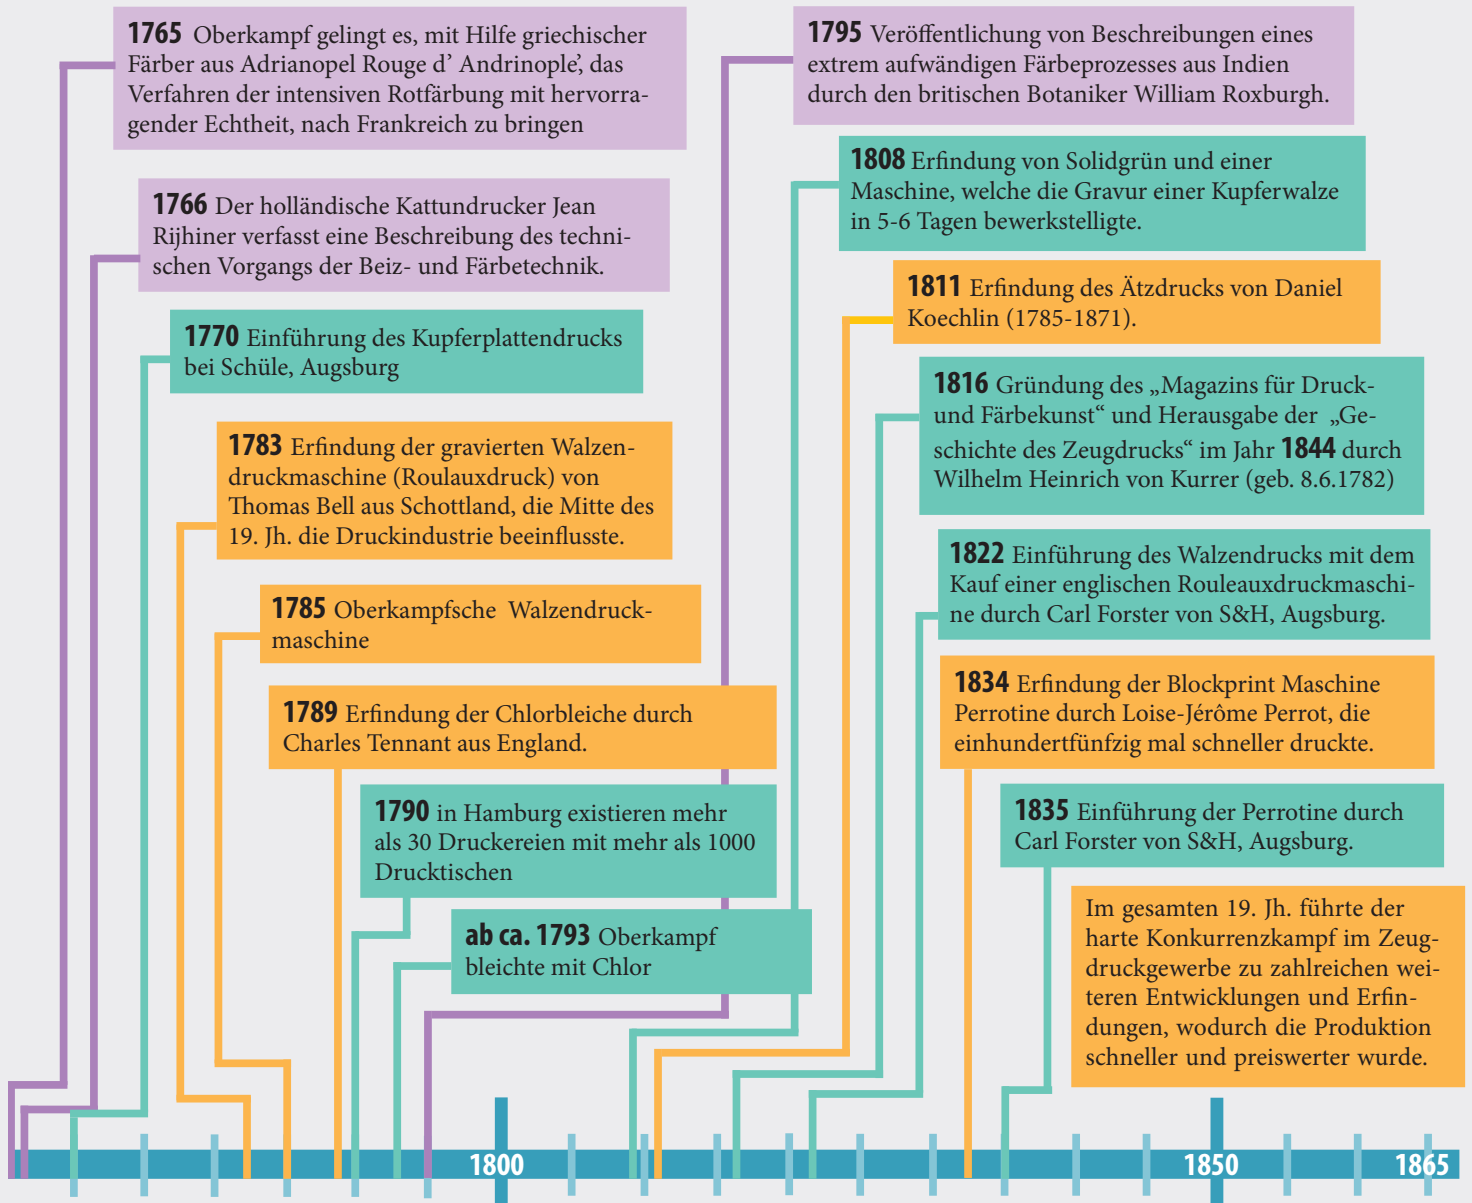 1765 Oberkampf gelingt es, mit Hilfe griechischer
Färber aus Adrianopel Rouge d’ Andrinople’, das
Verfahren der intensiven Rotfärbung mit hervorra-
gender Echtheit, nach Frankreich zu bringen
1766 Der holländische Kattundrucker Jean
Rijhiner verfasst eine Beschreibung des techni-
schen Vorgangs der Beiz- und Färbetechnik.
1770 Einführung des Kupferplattendrucks
bei Schüle, Augsburg
1783 Erfindung der gravierten Walzen-
druckmaschine (Roulauxdruck) von
Thomas Bell aus Schottland, die Mitte des
19. Jh. die Druckindustrie beeinflusste.
1785 Oberkampfsche Walzendruck-
maschine
1789 Erfindung der Chlorbleiche durch
Charles Tennant aus England.
1790 in Hamburg existieren mehr
als 30 Druckereien mit mehr als 1000
Drucktischen
ab ca. 1793 Oberkampf
bleichte mit Chlor
1795 Veröffentlichung von Beschreibungen eines
extrem aufwändigen Färbeprozesses aus Indien
durch den britischen Botaniker William Roxburgh.
1808 Erfindung von Solidgrün und einer
Maschine, welche die Gravur einer Kupferwalze
in 5-6 Tagen bewerkstelligte.
1811 Erfindung des Ätzdrucks von Daniel
Koechlin (1785-1871).
1816 Gründung des „Magazins für Druck-
und Färbekunst“ und Herausgabe der „Ge-
schichte des Zeugdrucks“ im Jahr 1844 durch
Wilhelm Heinrich von Kurrer (geb. 8.6.1782)
1822 Einführung des Walzendrucks mit dem
Kauf einer englischen Rouleauxdruckmaschi-
ne durch Carl Forster von S&H, Augsburg.
1834 Erfindung der Blockprint Maschine
Perrotine durch Loise-Jérôme Perrot, die
einhundertfünfzig mal schneller druckte.
1835 Einführung der Perrotine durch
Carl Forster von S&H, Augsburg.
Im gesamten 19. Jh. führte der
harte Konkurrenzkampf im Zeug-
druckgewerbe zu zahlreichen wei-
teren Entwicklungen und Erfin-
dungen, wodurch die Produktion
schneller und preiswerter wurde.
1800
1850
1865